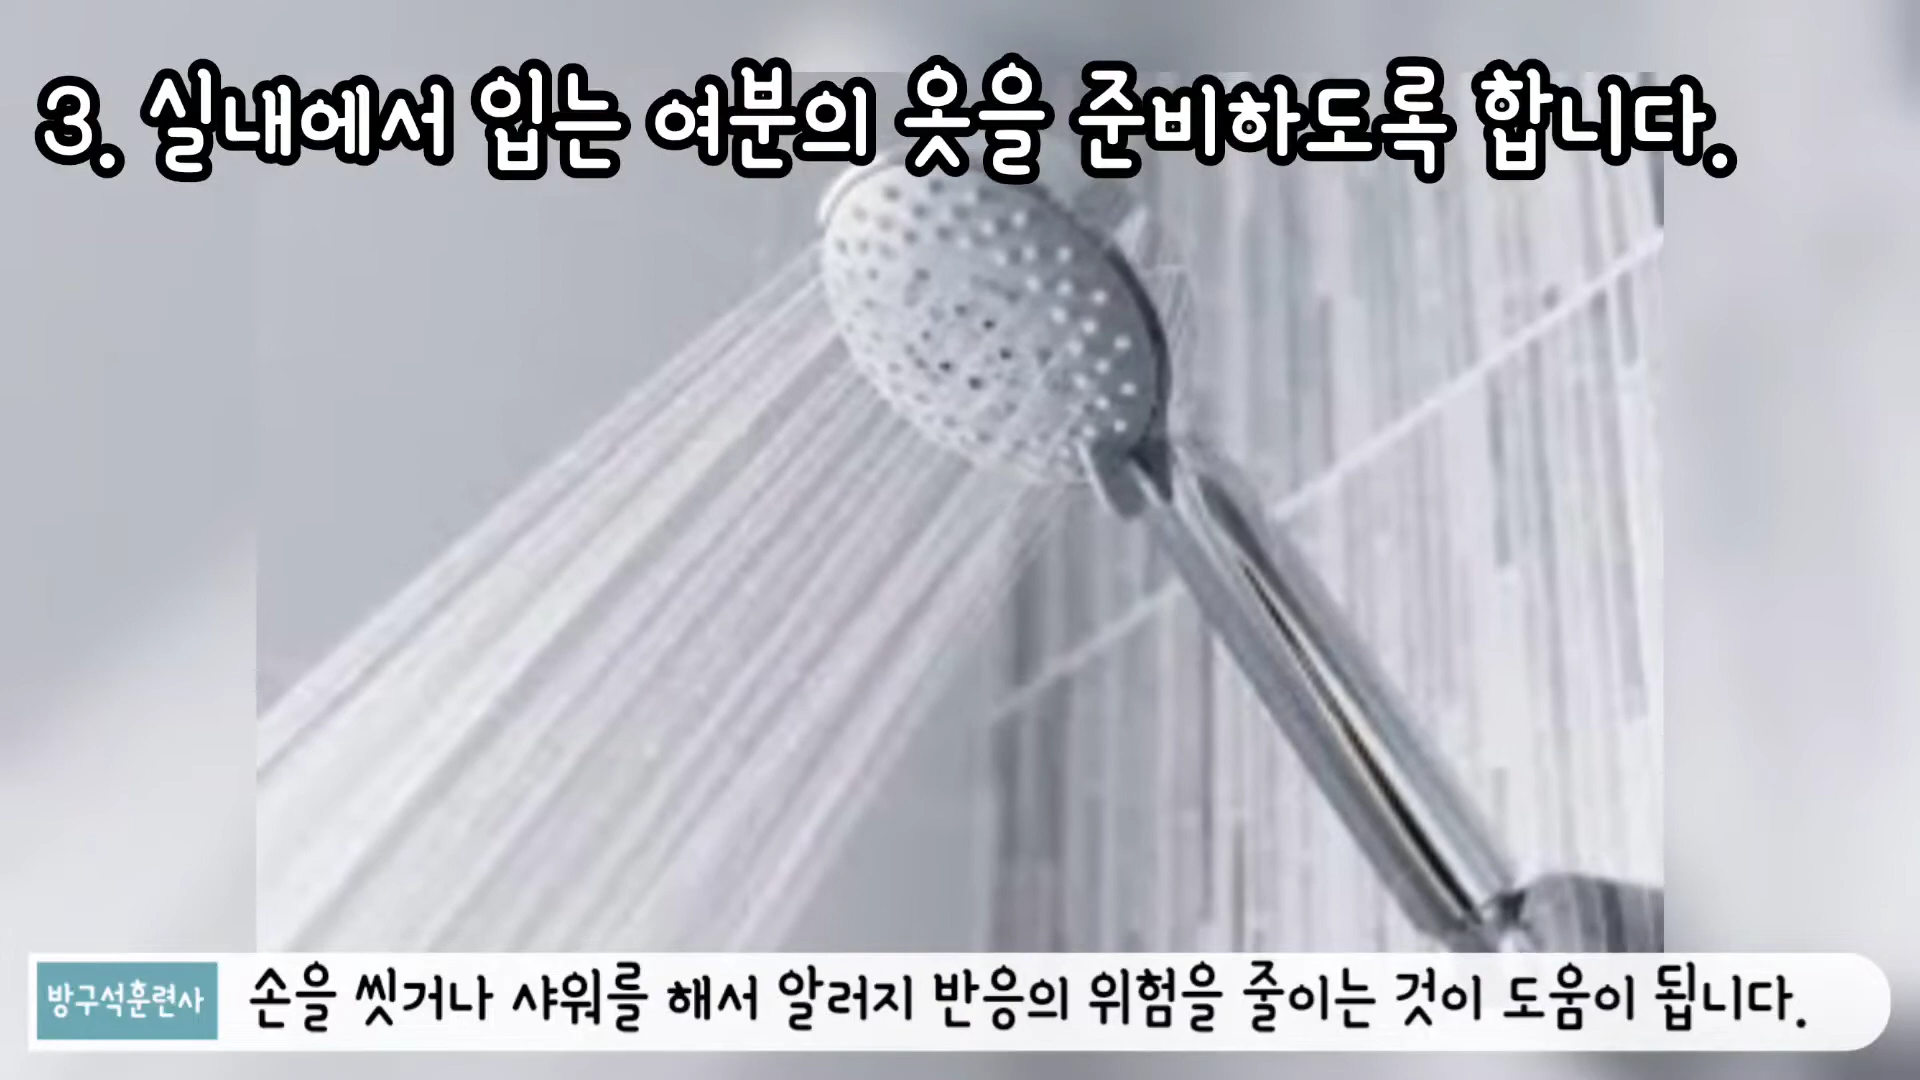 3. 실내에서 입는 여분의 옷을 준비하도록 합니다.
방구석훈련사 손을 씻거나 샤워를 해서 알러지 반응의 위험을 줄이는 것이 도움이 됩니다.